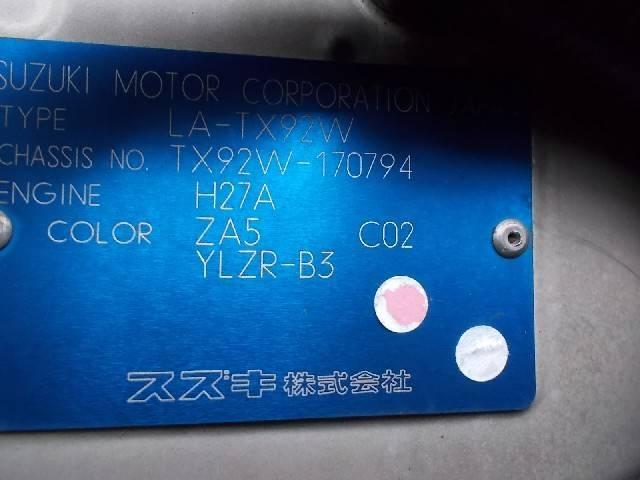 SUZUKI MOTOR CORPORATION JAPAN
TYPE LA-TX92W
CHASSIS NO. TX92W-170794
ENGINE H27A
COLOR ZA5 C02
YLZR-B3
スズキ株式会社